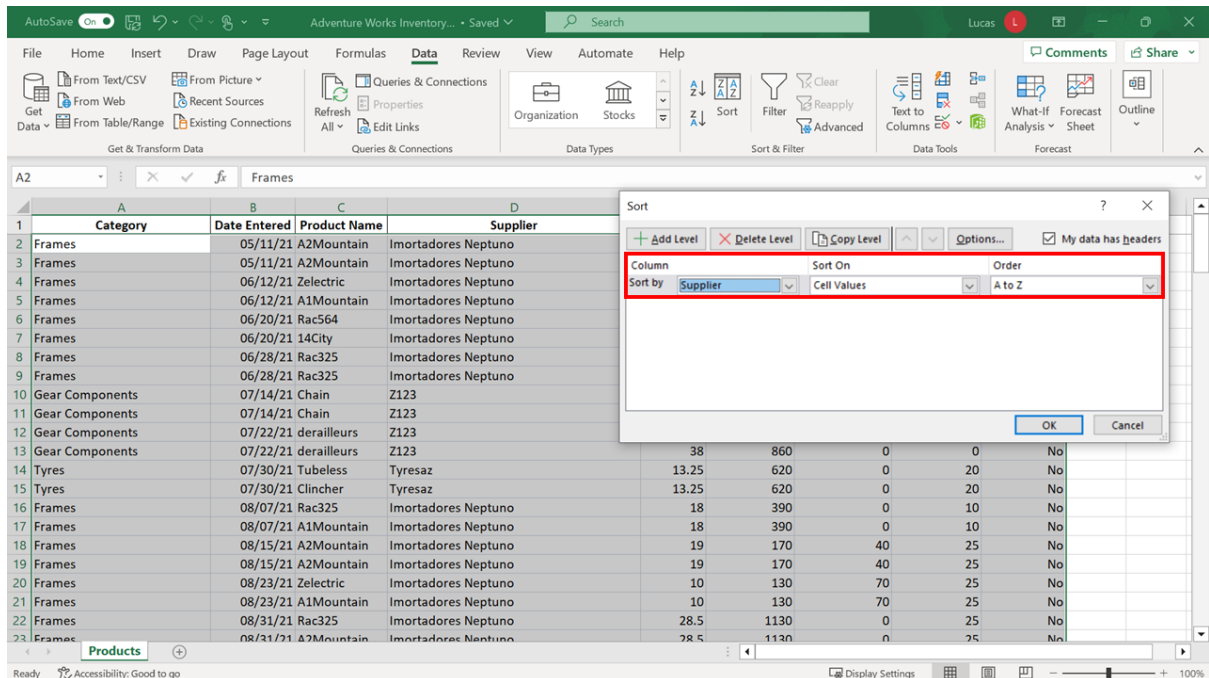 AutoSave On Adventure Works Inventory... • Saved Search Lucas L
File Home Insert Draw Page Layout Formulas Data Review View Automate Help Comments Share
Get Data
From Text/CSV
From Web
From Table/Range
From Picture
Recent Sources
Existing Connections
Get & Transform Data
Refresh All
Queries & Connections
Properties
Edit Links
Queries & Connections
Organization Stocks
Data Types
Sort
Filter
Clear
Reapply
Advanced
Sort & Filter
Text to Columns
Data Tools
What-If Analysis
Forecast Sheet
Forecast
Outline
A2 fx Frames
A B C D
1 Category Date Entered Product Name Supplier
2 Frames 05/11/21 A2Mountain Imortadores Neptuno
3 Frames 05/11/21 A2Mountain Imortadores Neptuno
4 Frames 06/12/21 Zelectric Imortadores Neptuno
5 Frames 06/12/21 A1Mountain Imortadores Neptuno
6 Frames 06/20/21 Rac564 Imortadores Neptuno
7 Frames 06/20/21 14City Imortadores Neptuno
8 Frames 06/28/21 Rac325 Imortadores Neptuno
9 Frames 06/28/21 Rac325 Imortadores Neptuno
10 Gear Components 07/14/21 Chain Z123
11 Gear Components 07/14/21 Chain Z123
12 Gear Components 07/22/21 derailleurs Z123
13 Gear Components 07/22/21 derailleurs Z123 38 860 0 0 No
14 Tyres 07/30/21 Tubeless Tyresaz 13.25 620 0 20 No
15 Tyres 07/30/21 Clincher Tyresaz 13.25 620 0 20 No
16 Frames 08/07/21 Rac325 Imortadores Neptuno 18 390 0 10 No
17 Frames 08/07/21 A1Mountain Imortadores Neptuno 18 390 0 10 No
18 Frames 08/15/21 A2Mountain Imortadores Neptuno 19 170 40 25 No
19 Frames 08/15/21 A2Mountain Imortadores Neptuno 19 170 40 25 No
20 Frames 08/23/21 Zelectric Imortadores Neptuno 10 130 70 25 No
21 Frames 08/23/21 A1Mountain Imortadores Neptuno 10 130 70 25 No
22 Frames 08/31/21 Rac325 Imortadores Neptuno 28.5 1130 0 25 No
23 Frames 08/31/21 A2Mountain Imortadores Neptuno 28.5 1130 0 25 No
Sort ?
Add Level Delete Level Copy Level Options... My data has headers
Column Sort On Order
Sort by Supplier Cell Values A to Z
OK Cancel
Products
Ready Accessibility: Good to go Display Settings 100%